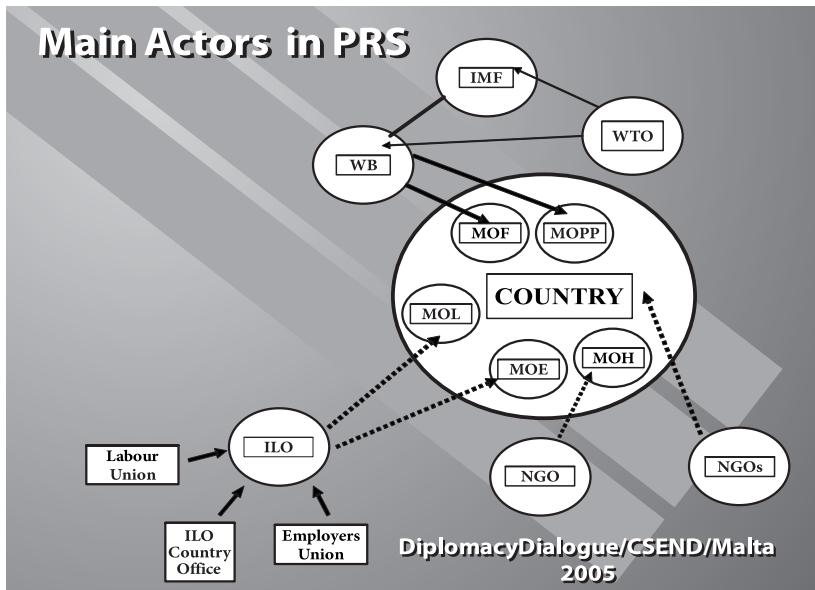 Main Actors in PRS
IMF
WTO
WB
MOF
MOPP
COUNTRY
MOL
MOE
MOH
ILO
Labour
Union
NGO
NGOs
ILO
Country
Office
Employers
Union
DiplomacyDialogue/CSEND/Malta
2005